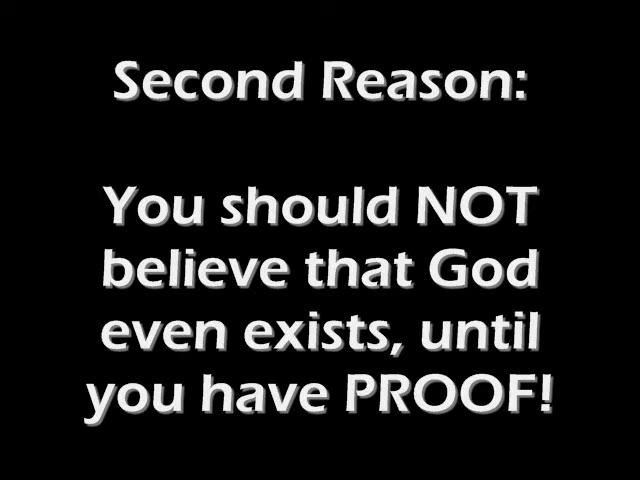 Second Reason:
You should NOT
believe that God
even exists, until
you have PROOF!